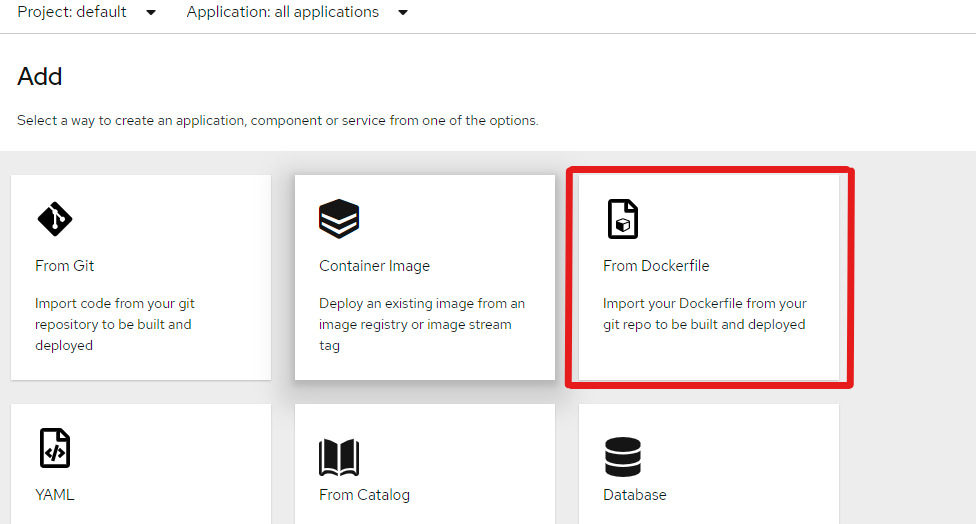 Project: default Application: all applications
Add
Select a way to create an application, component or service from one of the options.
From Git
Import code from your git
repository to be built and
deployed
Container Image
Deploy an existing image from an
image registry or image stream
tag
From Dockerfile
Import your Dockerfile from your
git repo to be built and deployed
YAML
From Catalog
Database